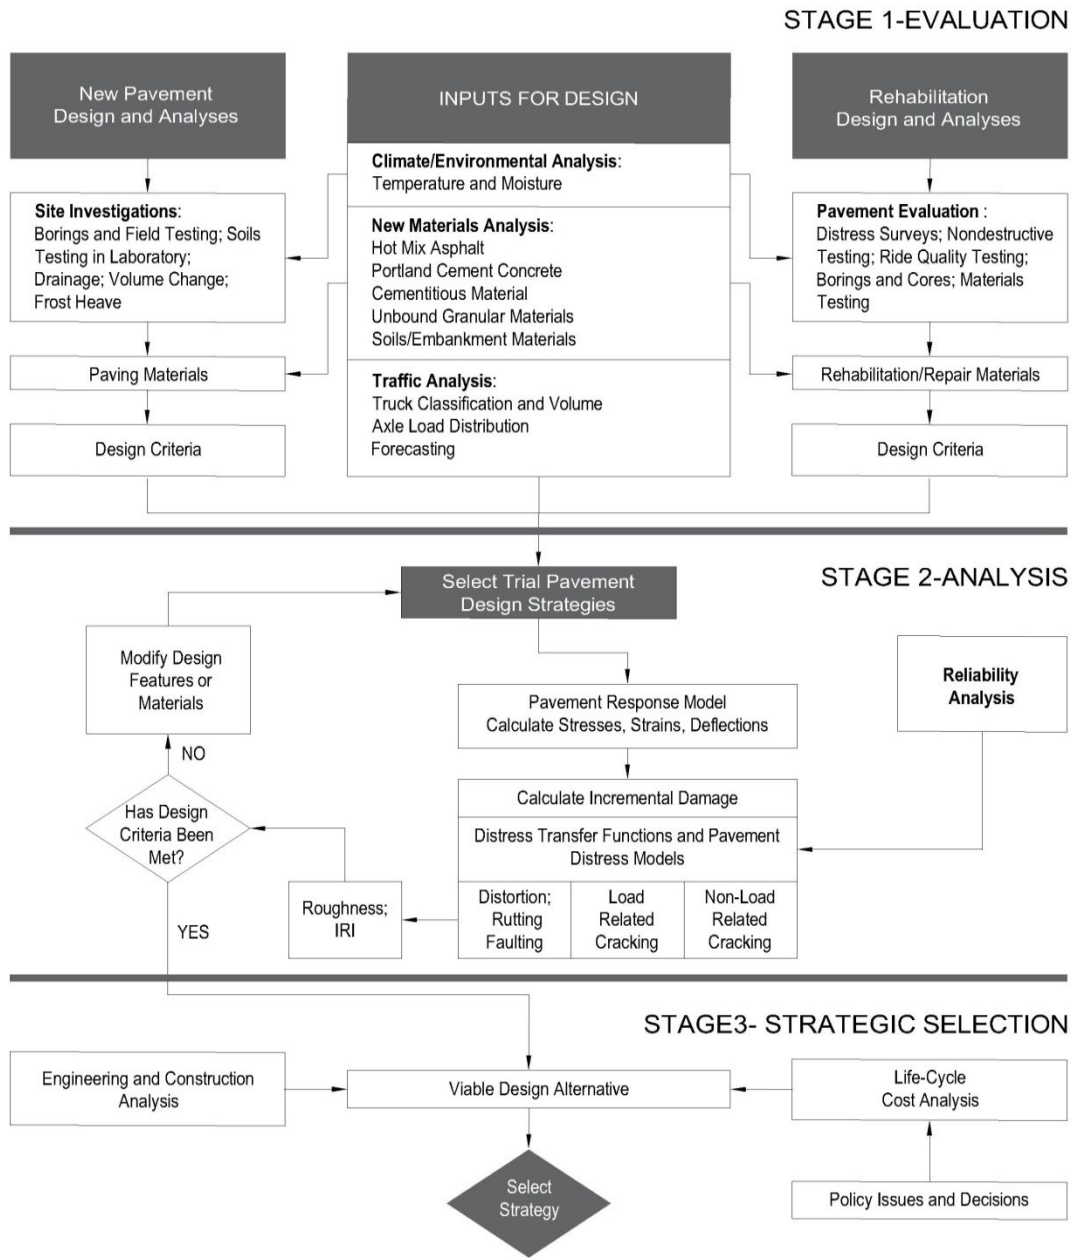 STAGE 1-EVALUATION
New Pavement
Design and Analyses
INPUTS FOR DESIGN
Rehabilitation
Design and Analyses
Climate/Environmental Analysis:
Temperature and Moisture
Site Investigations:
Borings and Field Testing; Soils
Testing in Laboratory;
Drainage; Volume Change;
Frost Heave
New Materials Analysis:
Hot Mix Asphalt
Portland Cement Concrete
Cementitious Material
Unbound Granular Materials
Soils/Embankment Materials
Pavement Evaluation :
Distress Surveys; Nondestructive
Testing; Ride Quality Testing;
Borings and Cores; Materials
Testing
Paving Materials
Traffic Analysis:
Truck Classification and Volume
Axle Load Distribution
Forecasting
Rehabilitation/Repair Materials
Design Criteria
Design Criteria
STAGE 2-ANALYSIS
Select Trial Pavement
Design Strategies
Modify Design
Features or
Materials
Pavement Response Model
Calculate Stresses, Strains, Deflections
Reliability
Analysis
NO
Has Design
Criteria Been
Met?
Calculate Incremental Damage
Distress Transfer Functions and Pavement
Distress Models
Distortion;
Rutting
Faulting
Load
Related
Cracking
Non-Load
Related
Cracking
Roughness;
IRI
YES
STAGE3- STRATEGIC SELECTION
Engineering and Construction
Analysis
Viable Design Alternative
Life-Cycle
Cost Analysis
Select
Strategy
Policy Issues and Decisions